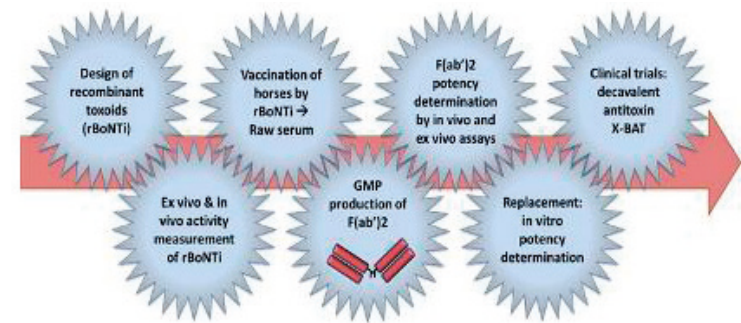 Design of
recombinant
toxoids
(rBoNTi)
Ex vivo & in
vivo activity
measurement
of rBoNTi
Vaccination of
horses by
rBoNTi →
Raw serum
GMP
production of
F(ab’)2
F(ab’)2
potency
determination
by in vivo and
ex vivo assays
Replacement:
in vitro
potency
determination
Clinical trials:
decavalent
antitoxin
X-BAT